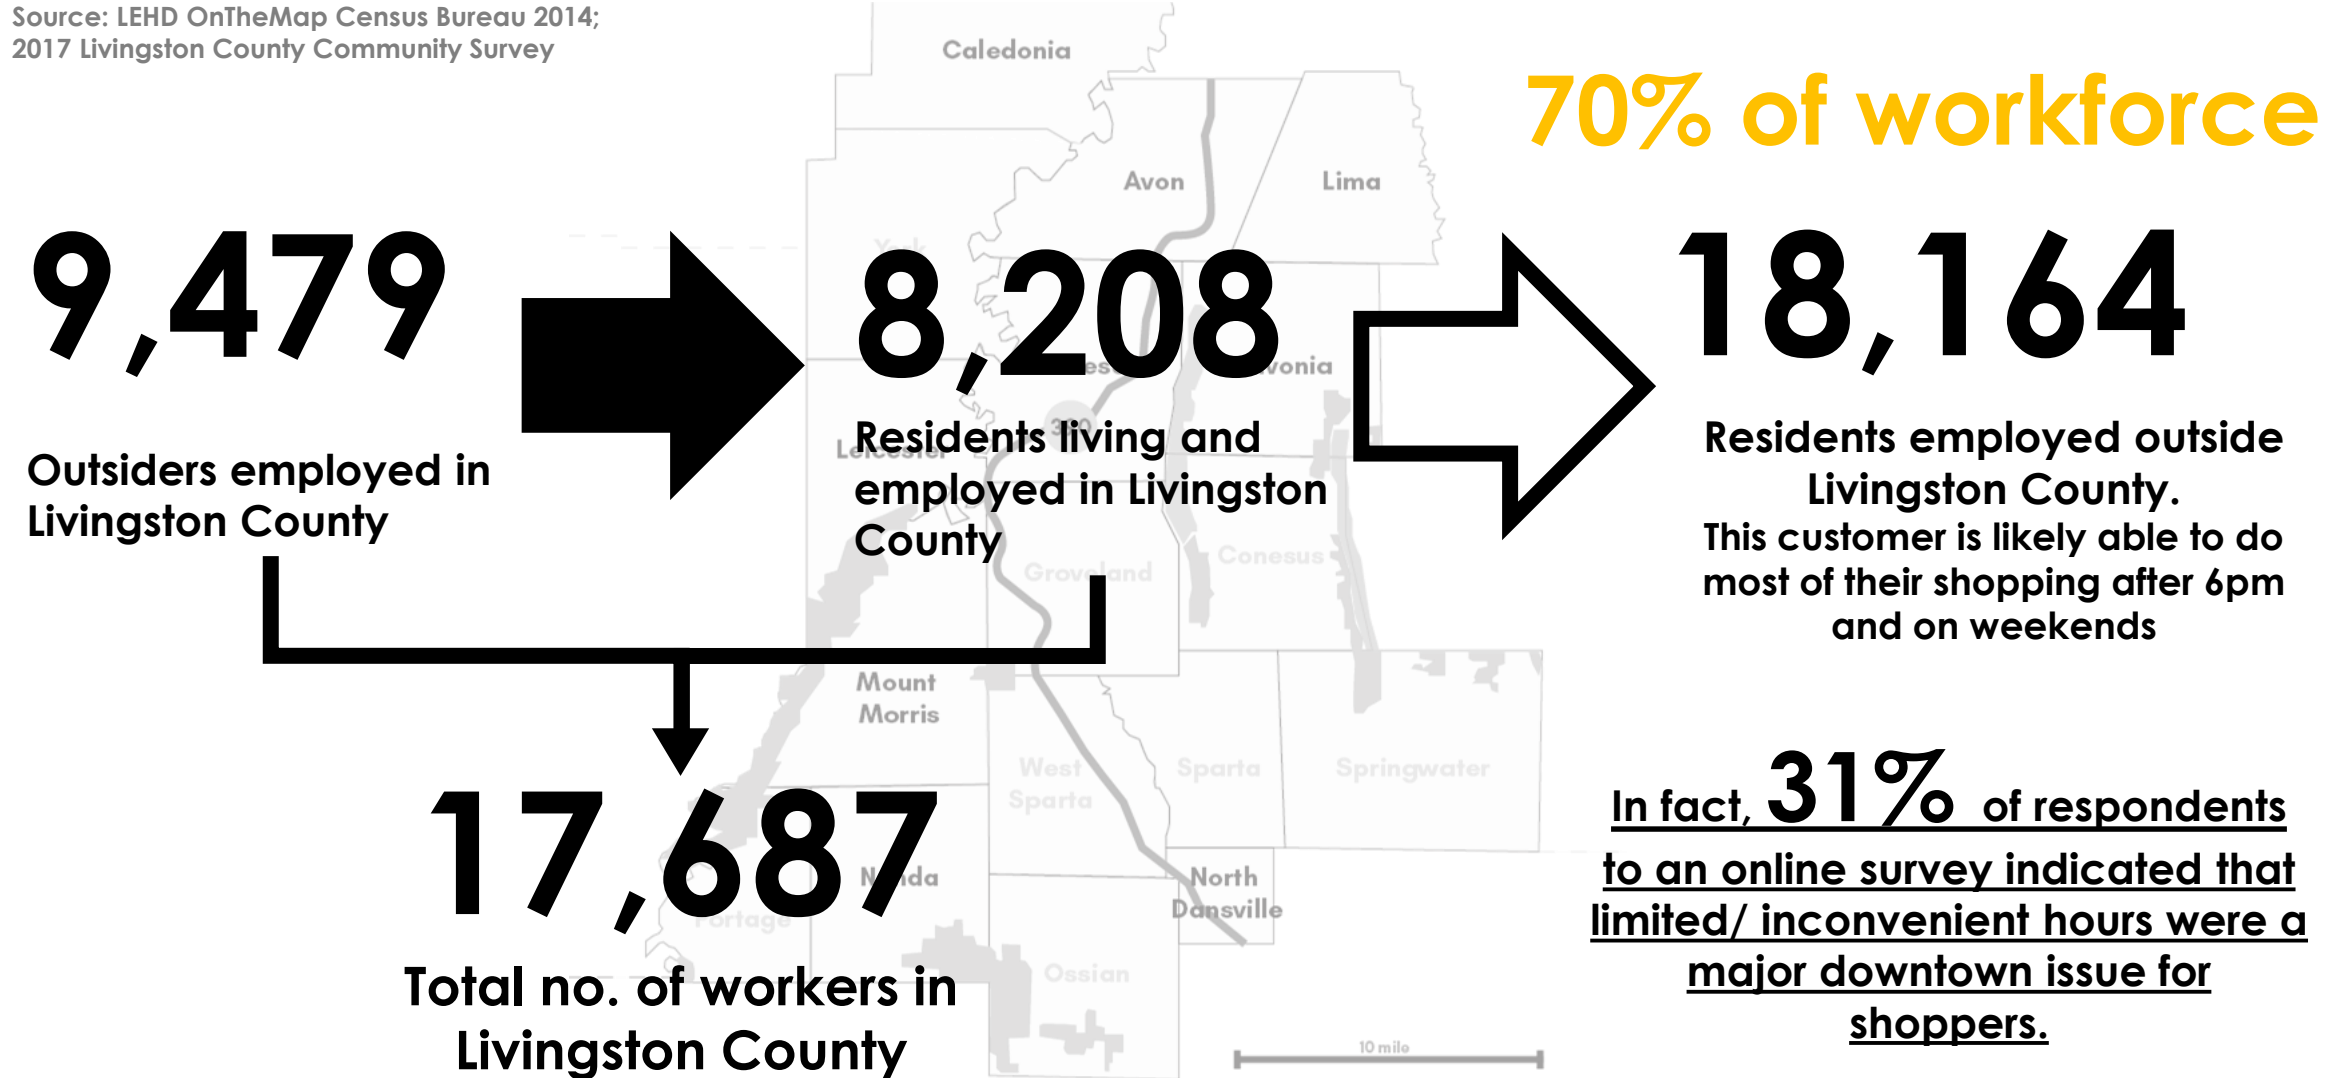 Source: LEHD OnTheMap Census Bureau 2014;
2017 Livingston County Community Survey
Caledonia
70% of workforce
Avon
Lima
York
9,479
8,208
18,164
Outsiders employed in
Livingston County
Leicester
390
Residents living and
employed in Livingston
County
Residents employed outside
Livingston County.
This customer is likely able to do
most of their shopping after 6pm
and on weekends
Conesus
Groveland
Mount
Morris
West
Sparta
Sparta
Springwater
17,687
Total no. of workers in
Livingston County
Portage
North
Dansville
Ossian
10 mile
In fact, 31% of respondents
to an online survey indicated that
limited/ inconvenient hours were a
major downtown issue for
shoppers.